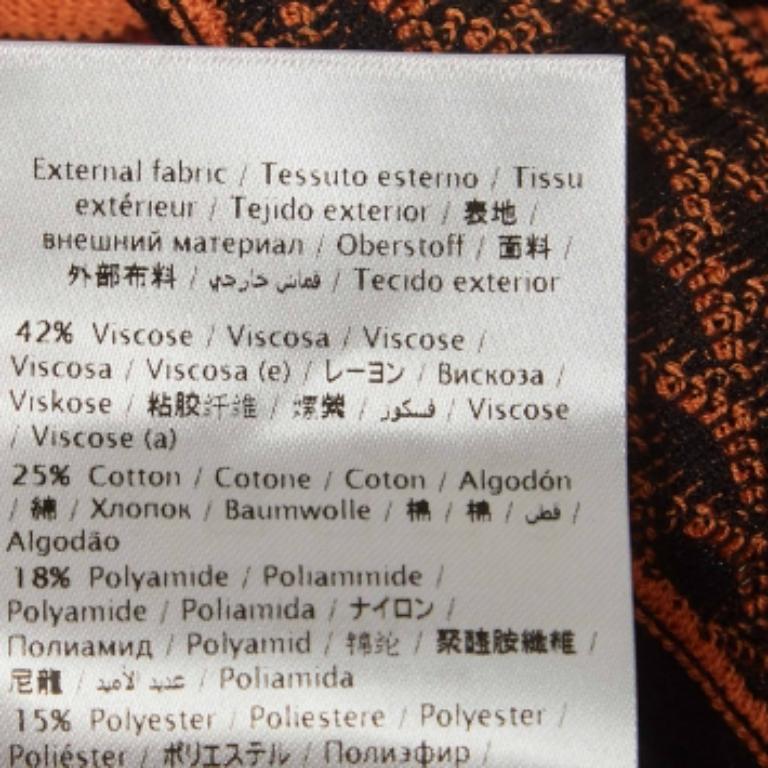 External fabric / Tessuto esterno / Tissu
extérieur / Tejido exterior / 表地 /
внешний материал / Oberstoff / 面料 /
外部布料 / قماش خارجي / Tecido exterior
42% Viscose / Viscosa / Viscose /
Viscosa / Viscosa (e) / レーヨン / Вискоза /
Viskose / 粘胶纤维 / 嫘縈 / فسكوز / Viscose
/ Viscose (a)
25% Cotton / Cotone / Coton / Algodón
/ 綿 / Хлопок / Baumwolle / 棉 / 棉 / قطن /
Algodão
18% Polyamide / Poliammide /
Polyamide / Poliamida / ナイロン /
Полиамид / Polyamid / 锦纶 / 聚醯胺纖維 /
尼龍 / عديد الأميد / Poliamida
15% Polyester / Poliestere / Polyester /
Poliéster / ポリエステル / Полиэфир /